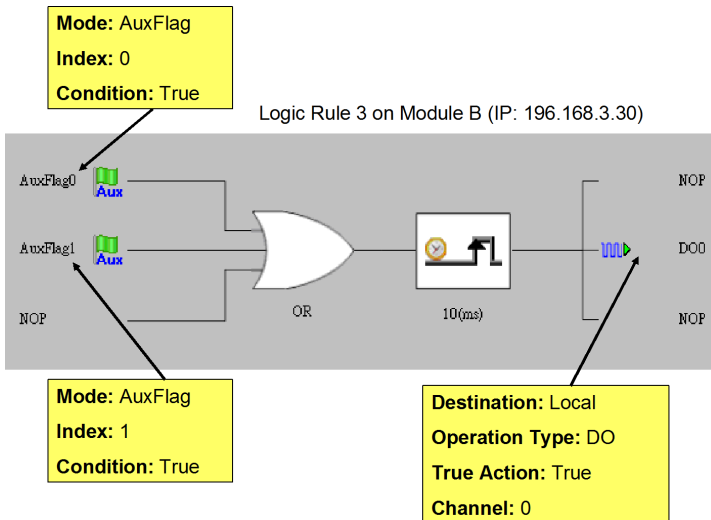 Mode: AuxFlag
Index: 0
Condition: True
Logic Rule 3 on Module B (IP: 196.168.3.30)
AuxFlag0
Aux
NOP
AuxFlag1
Aux
DO0
NOP
OR
10(ms)
NOP
Mode: AuxFlag
Index: 1
Condition: True
Destination: Local
Operation Type: DO
True Action: True
Channel: 0